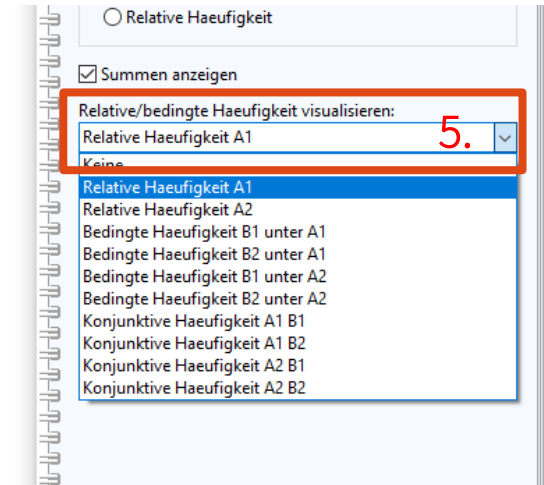 Relative Haeufigkeit
Summen anzeigen
Relative/bedingte Haeufigkeit visualisieren:
Relative Haeufigkeit A1 5.
Keine
Relative Haeufigkeit A1
Relative Haeufigkeit A2
Bedingte Haeufigkeit B1 unter A1
Bedingte Haeufigkeit B2 unter A1
Bedingte Haeufigkeit B1 unter A2
Bedingte Haeufigkeit B2 unter A2
Konjunktive Haeufigkeit A1 B1
Konjunktive Haeufigkeit A1 B2
Konjunktive Haeufigkeit A2 B1
Konjunktive Haeufigkeit A2 B2